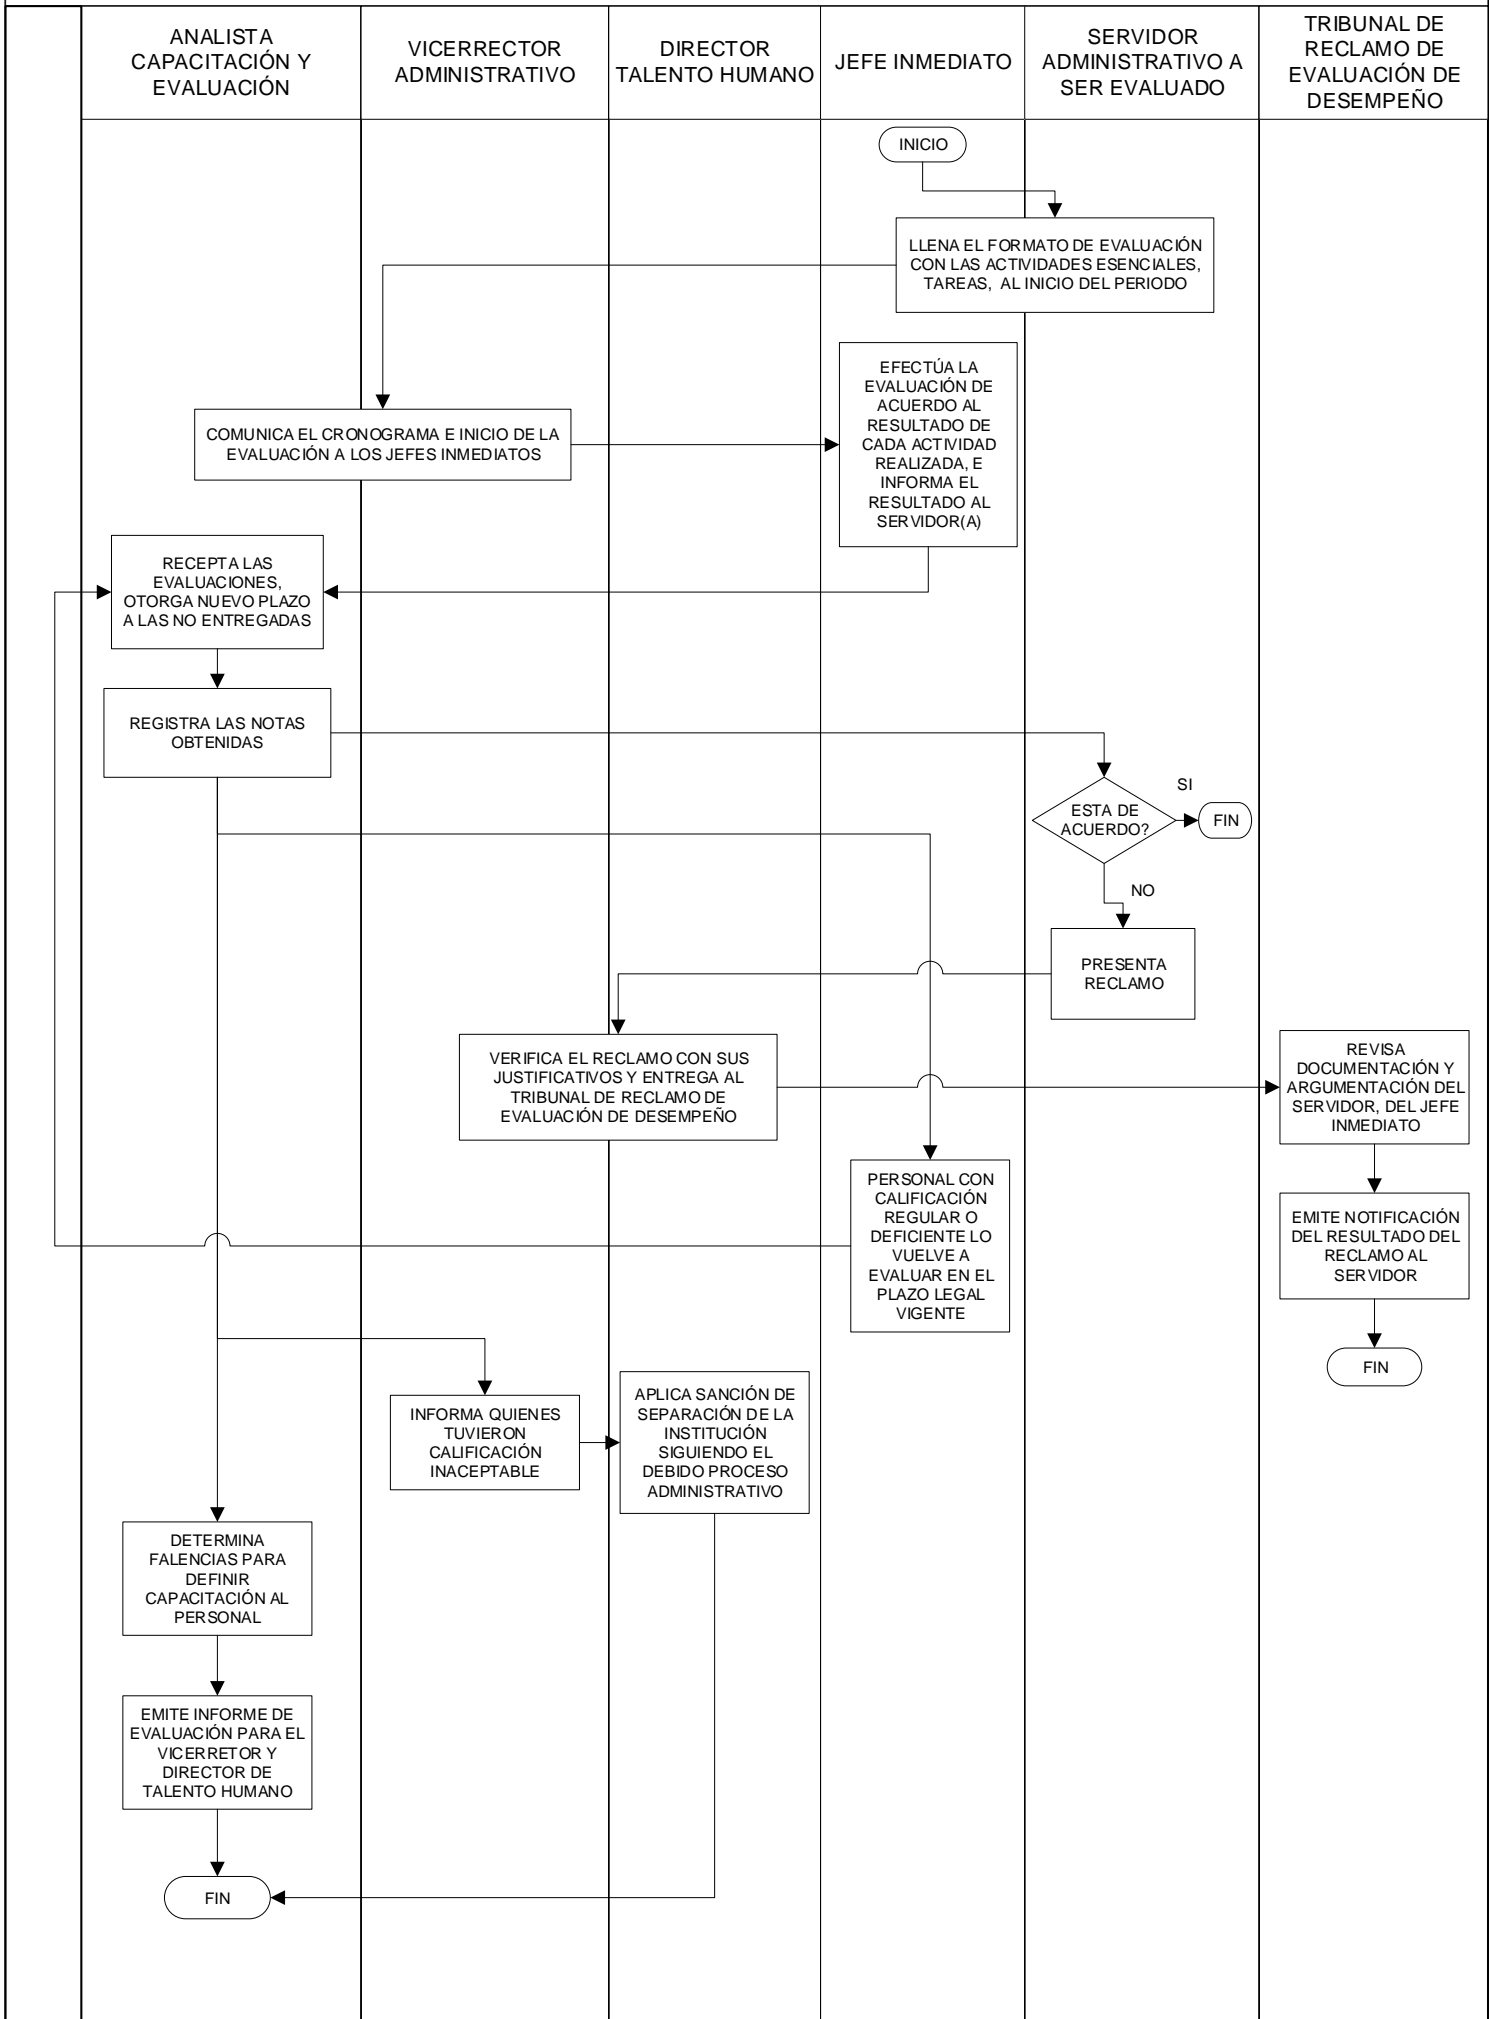 ANALISTA
CAPACITACIÓN Y
EVALUACIÓN
VICERRECTOR
ADMINISTRATIVO
DIRECTOR
TALENTO HUMANO
JEFE INMEDIATO
SERVIDOR
ADMINISTRATIVO A
SER EVALUADO
TRIBUNAL DE
RECLAMO DE
EVALUACIÓN DE
DESEMPEÑO
INICIO
LLENA EL FORMATO DE EVALUACIÓN
CON LAS ACTIVIDADES ESENCIALES,
TAREAS, AL INICIO DEL PERIODO
COMUNICA EL CRONOGRAMA E INICIO DE LA
EVALUACIÓN A LOS JEFES INMEDIATOS
EFECTÚA LA
EVALUACIÓN DE
ACUERDO AL
RESULTADO DE
CADA ACTIVIDAD
REALIZADA, E
INFORMA EL
RESULTADO AL
SERVIDOR(A)
RECEPTA LAS
EVALUACIONES,
OTORGA NUEVO PLAZO
A LAS NO ENTREGADAS
REGISTRA LAS NOTAS
OBTENIDAS
ESTA DE
ACUERDO?
SI
FIN
NO
PRESENTA
RECLAMO
VERIFICA EL RECLAMO CON SUS
JUSTIFICATIVOS Y ENTREGA AL
TRIBUNAL DE RECLAMO DE
EVALUACIÓN DE DESEMPEÑO
REVISA
DOCUMENTACIÓN Y
ARGUMENTACIÓN DEL
SERVIDOR, DEL JEFE
INMEDIATO
PERSONAL CON
CALIFICACIÓN
REGULAR O
DEFICIENTE LO
VUELVE A
EVALUAR EN EL
PLAZO LEGAL
VIGENTE
EMITE NOTIFICACIÓN
DEL RESULTADO DEL
RECLAMO AL
SERVIDOR
FIN
INFORMA QUIENES
TUVIERON
CALIFICACIÓN
INACEPTABLE
APLICA SANCIÓN DE
SEPARACIÓN DE LA
INSTITUCIÓN
SIGUIENDO EL
DEBIDO PROCESO
ADMINISTRATIVO
DETERMINA
FALENCIAS PARA
DEFINIR
CAPACITACIÓN AL
PERSONAL
EMITE INFORME DE
EVALUACIÓN PARA EL
VICERRETOR Y
DIRECTOR DE
TALENTO HUMANO
FIN